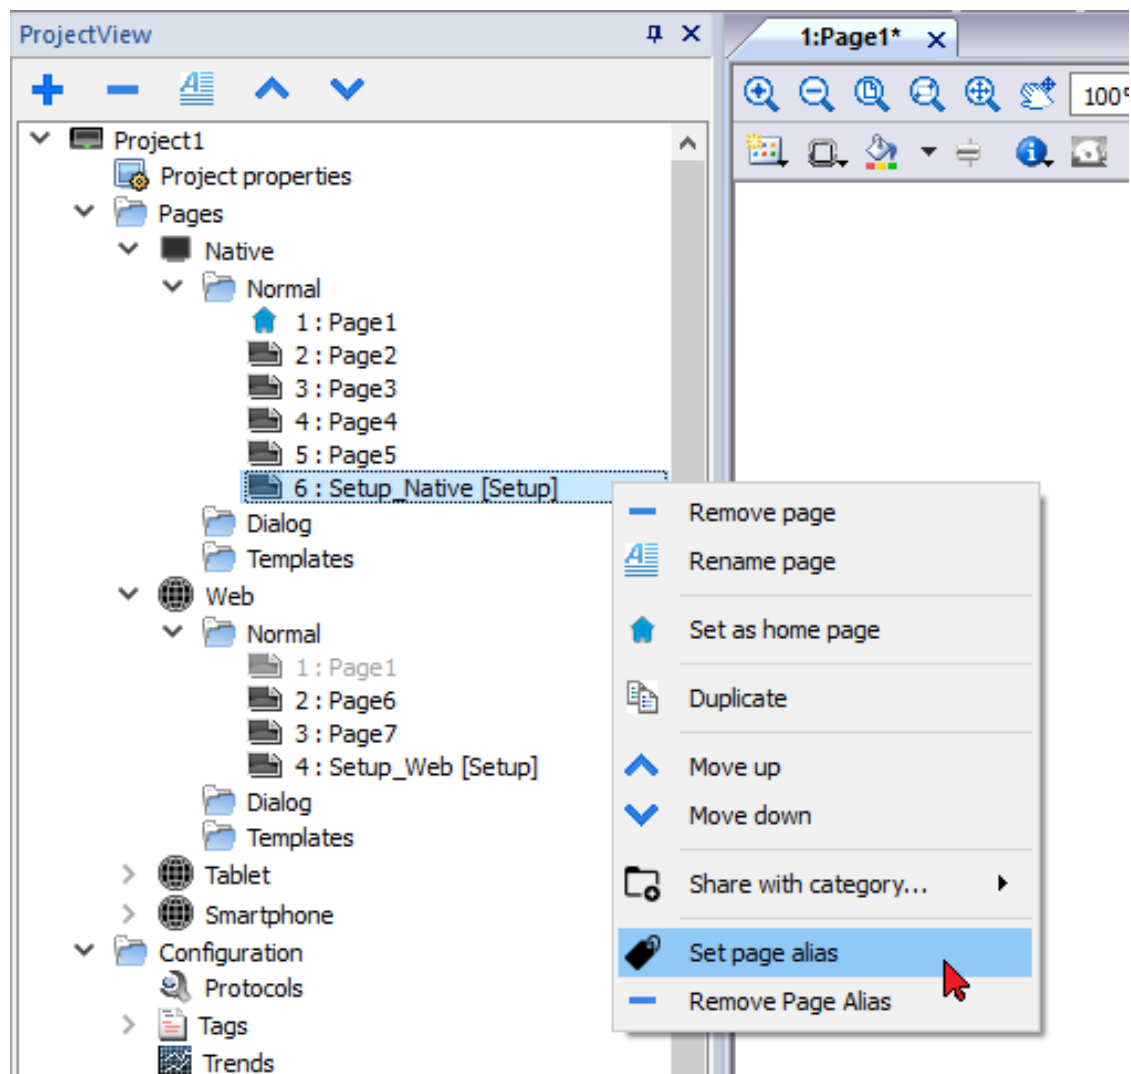 ProjectView
1:Page1*
100%
Project1
Project properties
Pages
Native
Normal
1 : Page1
2 : Page2
3 : Page3
4 : Page4
5 : Page5
6 : Setup_Native [Setup]
Dialog
Templates
Web
Normal
1 : Page1
2 : Page6
3 : Page7
4 : Setup_Web [Setup]
Dialog
Templates
Tablet
Smartphone
Configuration
Protocols
Tags
Trends
Remove page
Rename page
Set as home page
Duplicate
Move up
Move down
Share with category...
Set page alias
Remove Page Alias